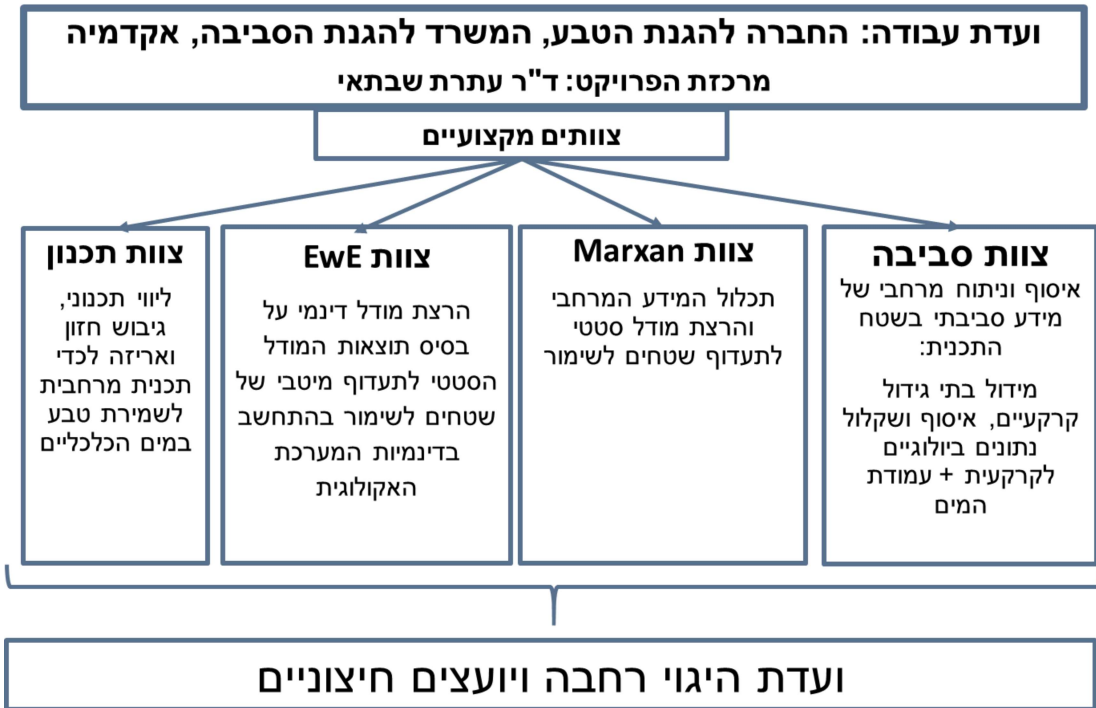 ועדת עבודה: החברה להגנת הטבע, המשרד להגנת הסביבה, אקדמיה
מרכזת הפרויקט: ד"ר עתרת שבתאי
צוותים מקצועיים
צוות סביבה
איסוף וניתוח מרחבי של
מידע סביבתי בשטח
התכנית:
מידול בתי גידול
קרקעיים, איסוף ושקלול
נתונים ביולוגיים
לקרקעית + עמודת
המים
צוות Marxan
תכלול המידע המרחבי
והרצת מודל סטטי
לתעדוף שטחים לשימור
צוות EwE
הרצת מודל דינמי על
בסיס תוצאות המודל
הסטטי לתעדוף מיטבי של
שטחים לשימור בהתחשב
בדינמיות המערכת
האקולוגית
צוות תכנון
ליווי תכנוני,
גיבוש חזון
ואריזה לכדי
תכנית מרחבית
לשמירת טבע
במים הכלכליים
ועדת היגוי רחבה ויועצים חיצוניים